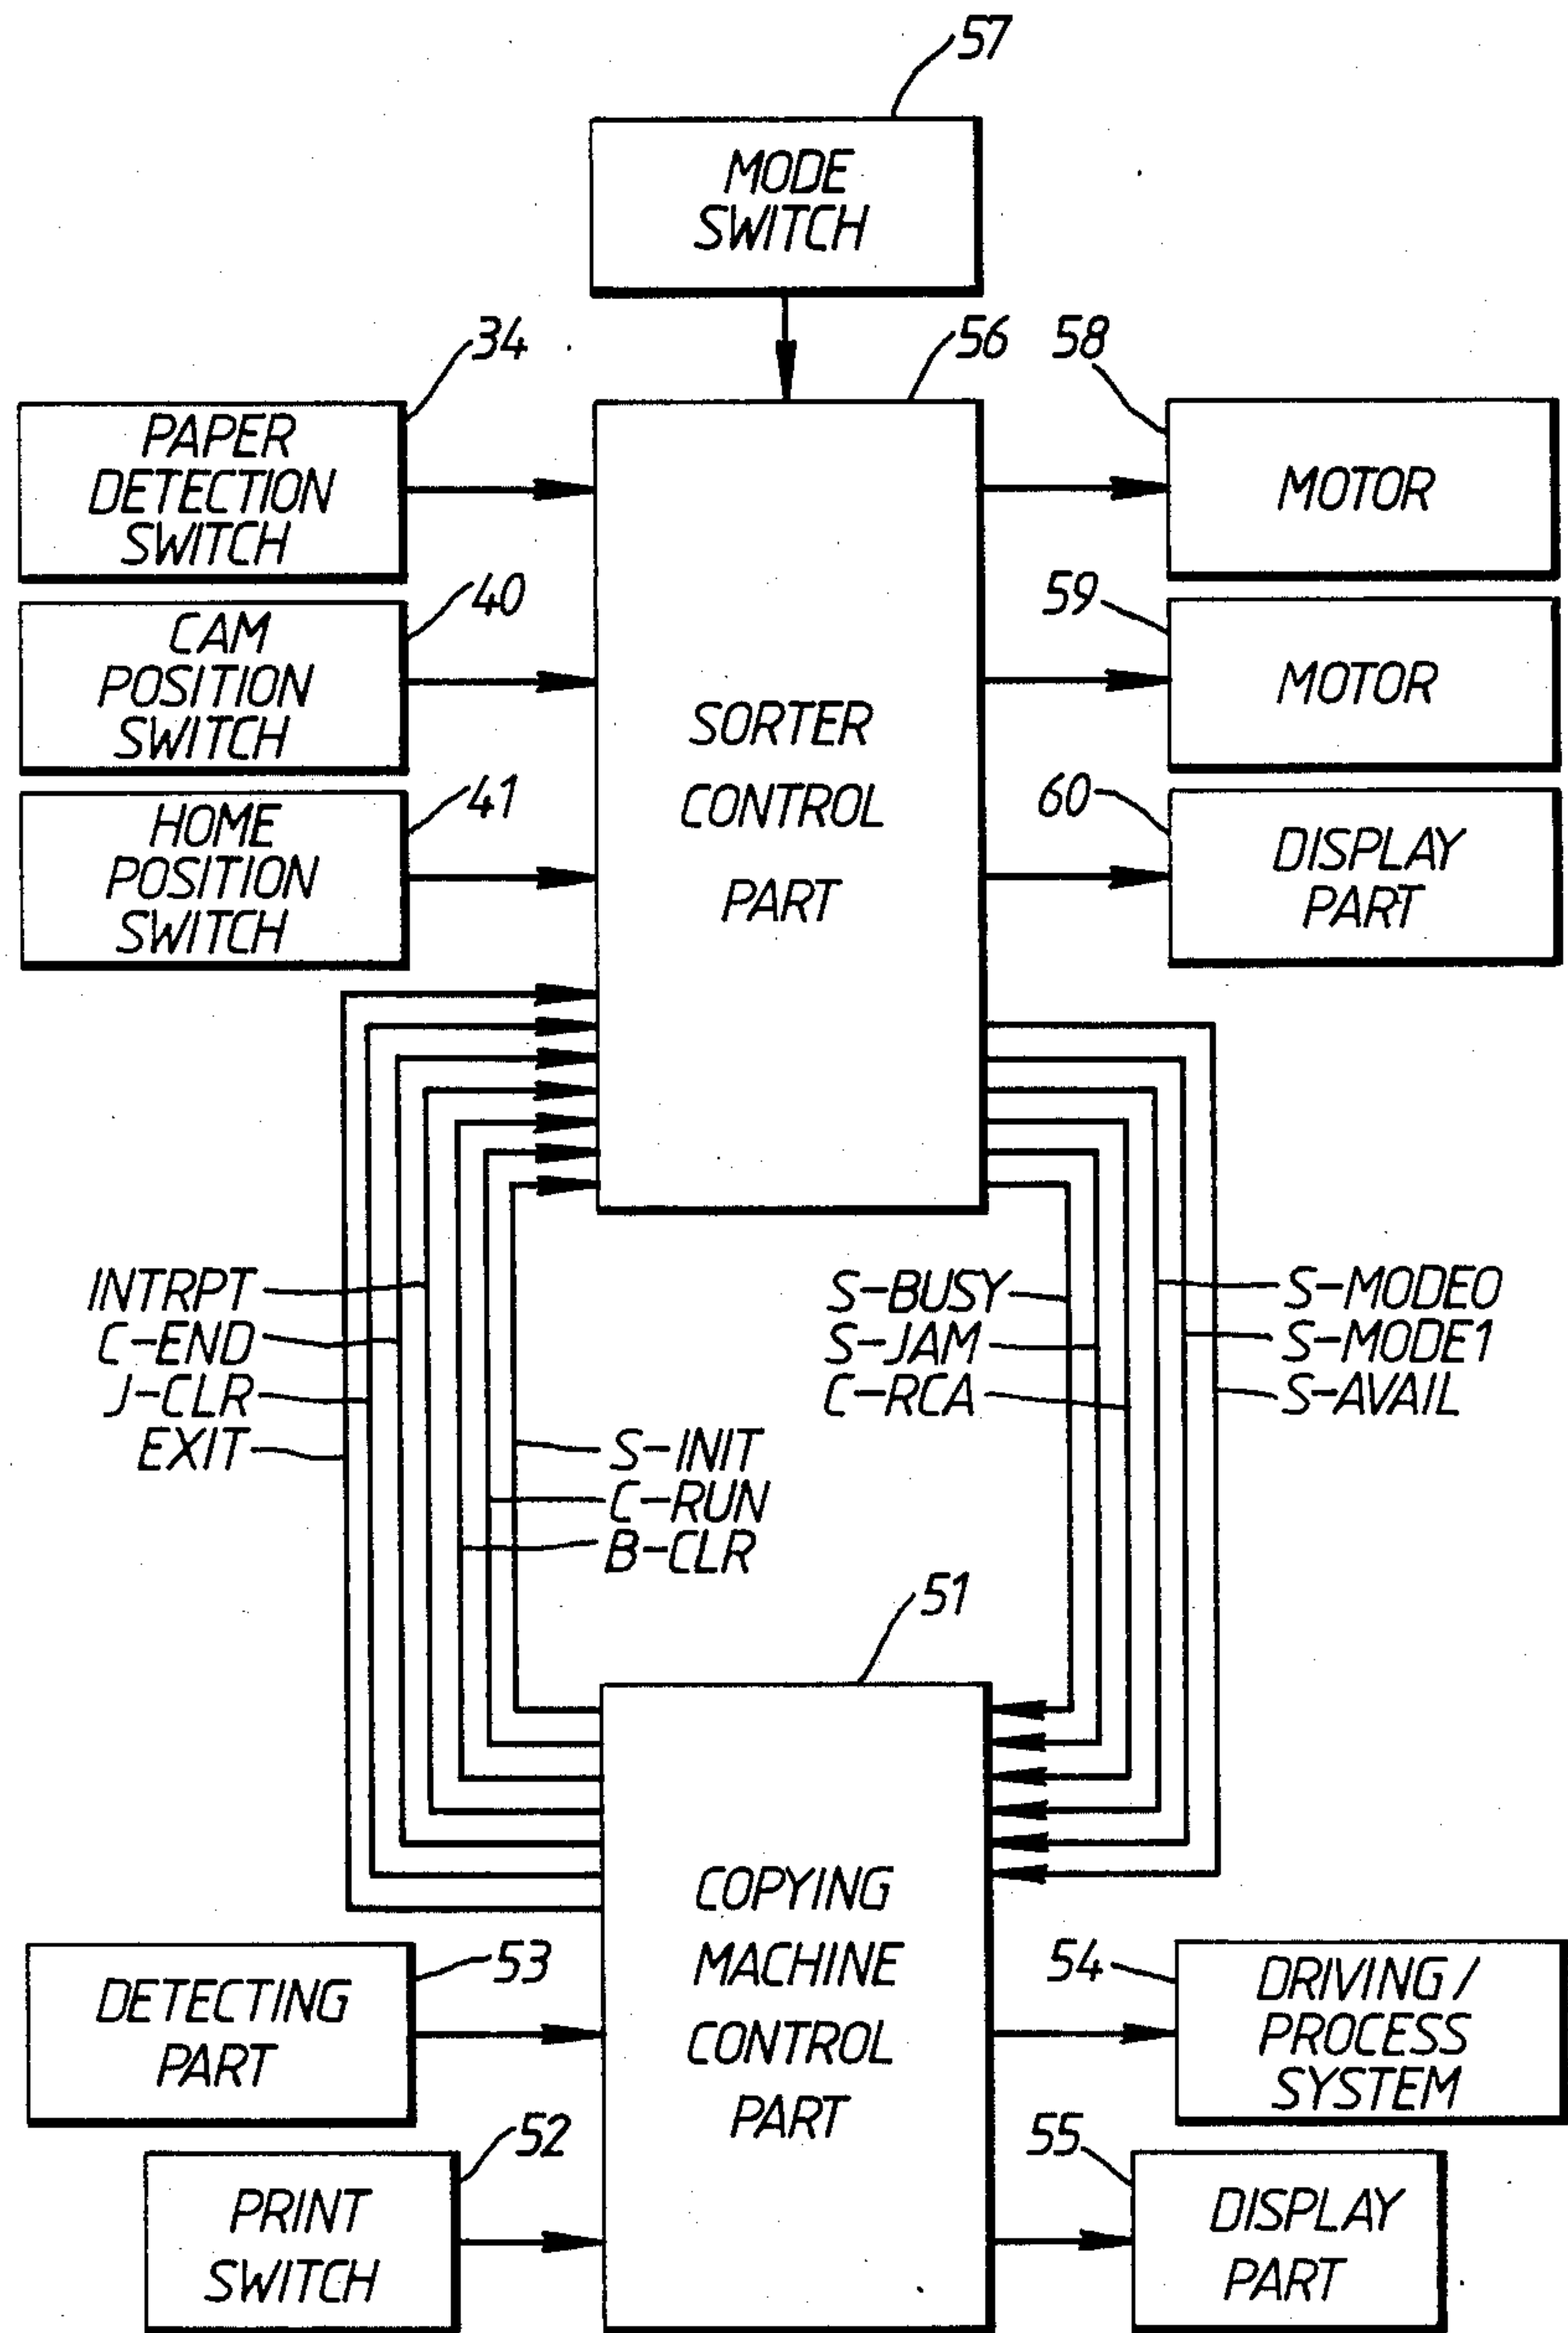 57
MODE
SWITCH
34
56
58
PAPER
DETECTION
SWITCH
MOTOR
40
59
CAM
POSITION
SWITCH
MOTOR
SORTER
CONTROL
PART
41
60
HOME
POSITION
SWITCH
DISPLAY
PART
INTRPT
C-END
J-CLR
EXIT
S-INIT
C-RUN
B-CLR
S-BUSY
S-JAM
C-RCA
S-MODE0
S-MODE1
S-AVAIL
51
COPYING
MACHINE
CONTROL
PART
53
DETECTING
PART
54
DRIVING/
PROCESS
SYSTEM
52
PRINT
SWITCH
55
DISPLAY
PART